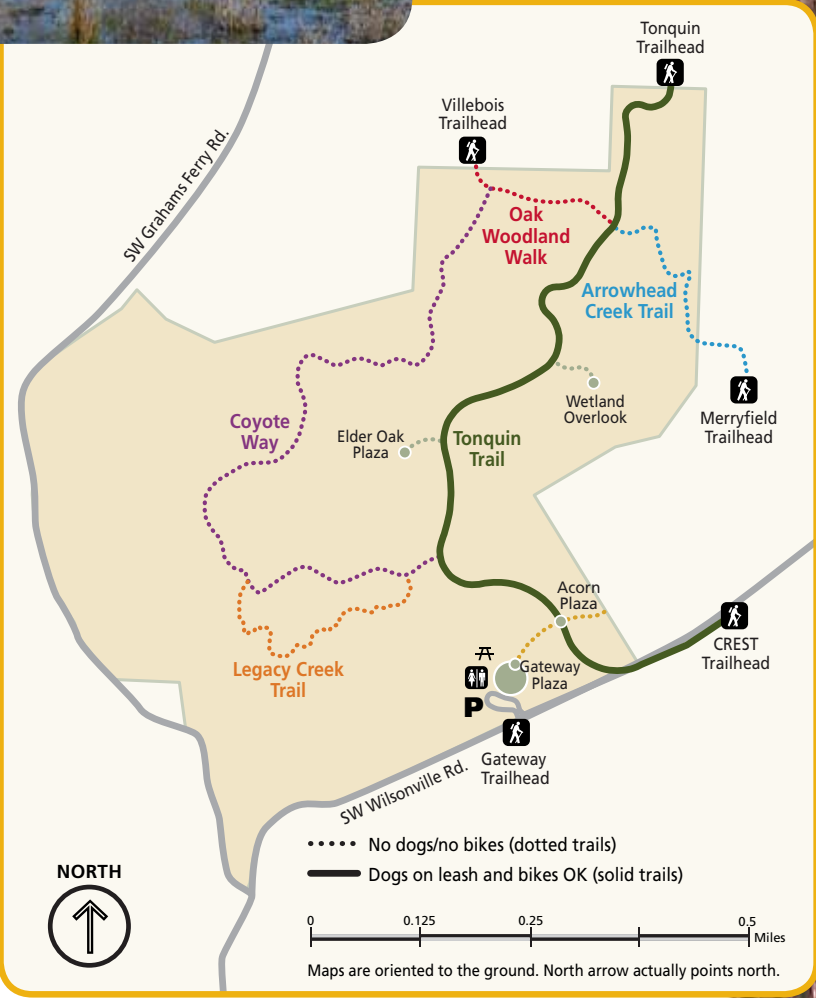 Tonquin
Trailhead
Villebois
Trailhead
SW Grahams Ferry Rd.
Oak
Woodland
Walk
Arrowhead
Creek Trail
Wetland
Overlook
Merryfield
Trailhead
Coyote
Way
Elder Oak
Plaza
Tonquin
Trail
Acorn
Plaza
CREST
Trailhead
Legacy Creek
Trail
Gateway
Plaza
P
Gateway
Trailhead
SW Wilsonville Rd.
No dogs/no bikes (dotted trails)
Dogs on leash and bikes OK (solid trails)
NORTH
0 0.125 0.25 0.5
Miles
Maps are oriented to the ground. North arrow actually points north.